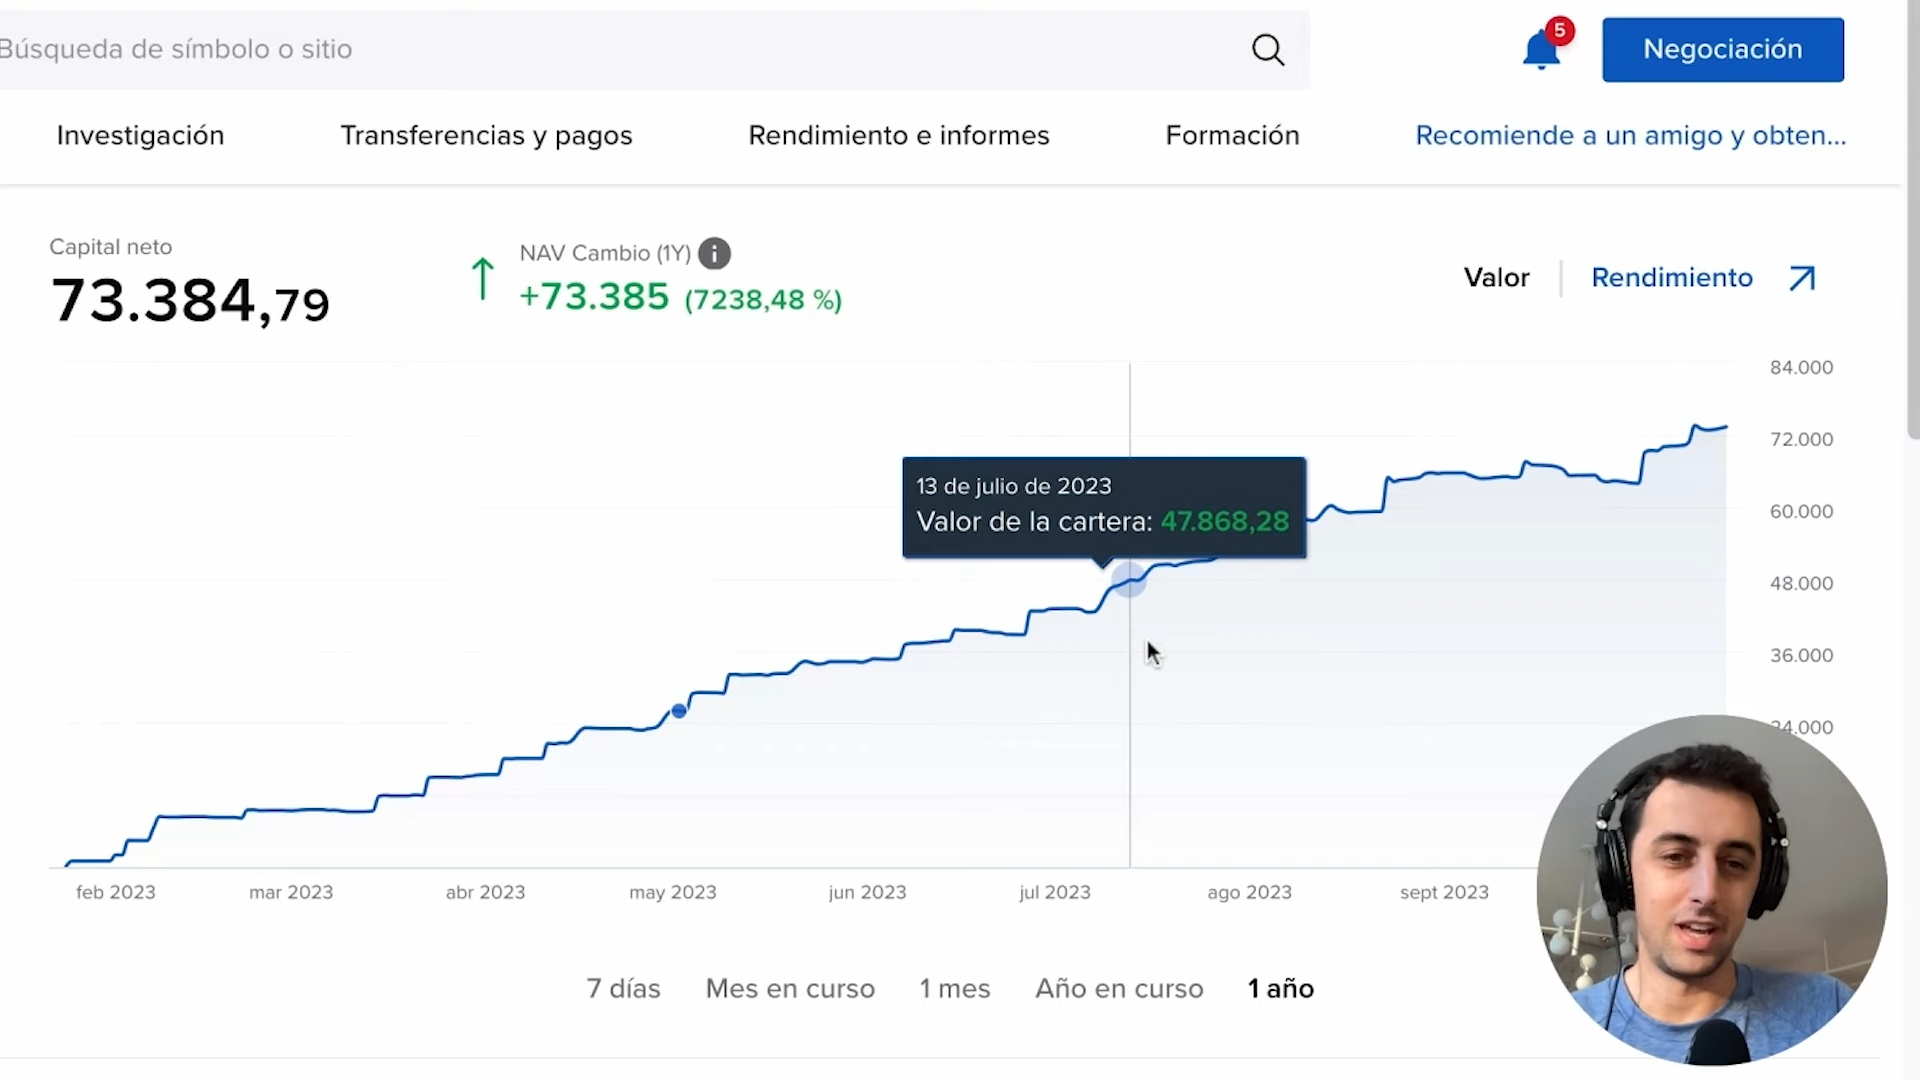 Búsqueda de símbolo o sitio
5
Negociación
Investigación
Transferencias y pagos
Rendimiento e informes
Formación
Recomiende a un amigo y obten...
Capital neto
73.384,79
NAV Cambio (1Y)
+73.385 (7238,48 %)
Valor
Rendimiento
84.000
72.000
60.000
48.000
36.000
24.000
13 de julio de 2023
Valor de la cartera: 47.868,28
feb 2023
mar 2023
abr 2023
may 2023
jun 2023
jul 2023
ago 2023
sept 2023
7 días
Mes en curso
1 mes
Año en curso
1 año